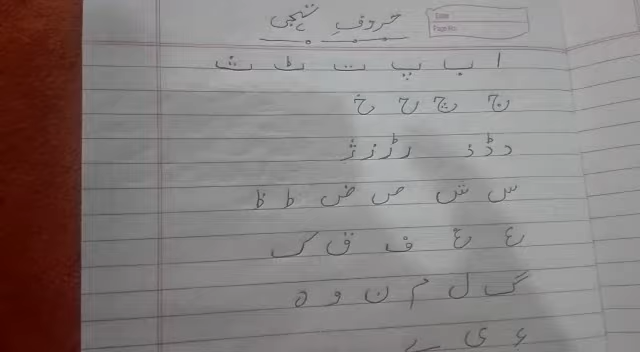 حروفِ تہجی
Date:
Page No.
ا ب پ ت ٹ ث
ج چ ح خ
د ڈ ذ ر ڑ ز ژ
س ش ص ض ط ظ
ع غ ف ق ک
گ ل م ن و ہ
ء ی ے